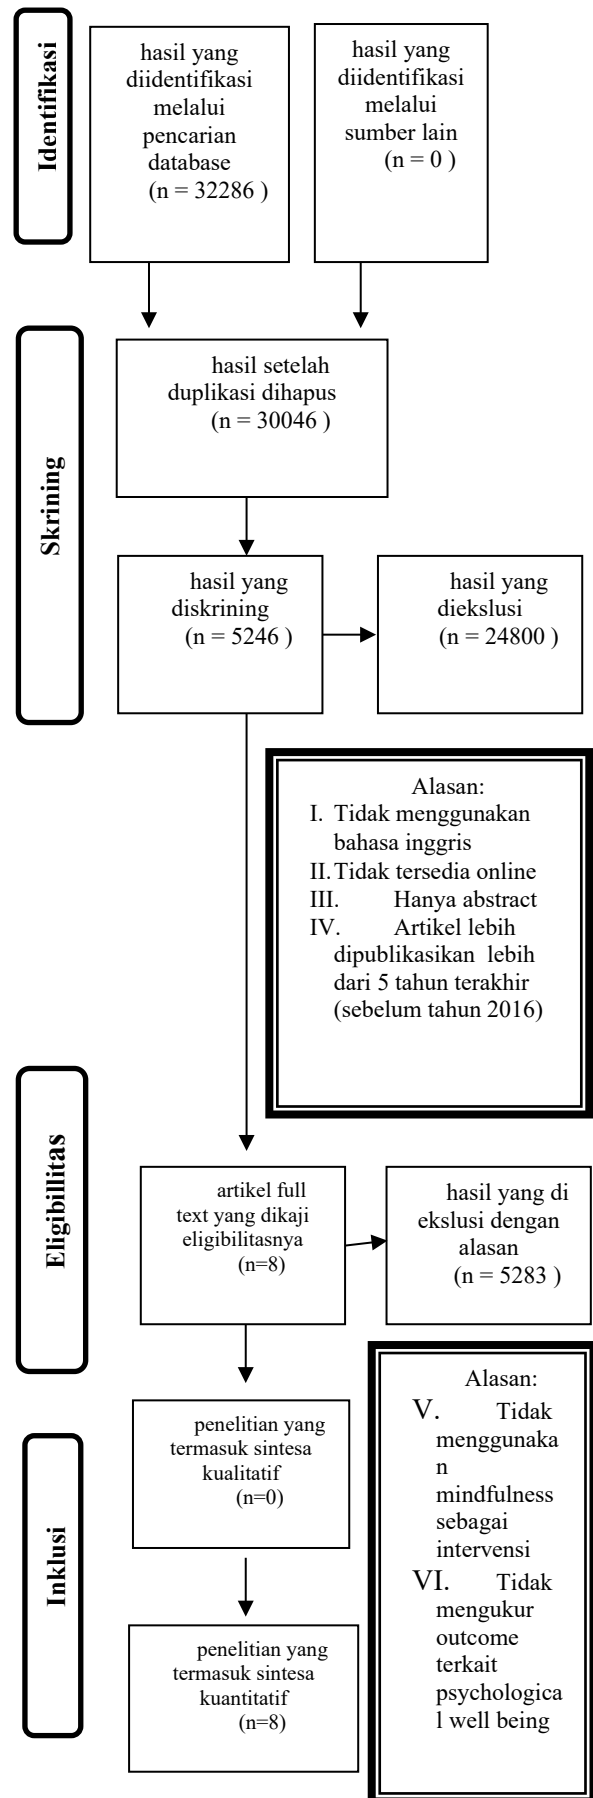 Identifikasi
hasil yang
diidentifikasi
melalui
pencarian
database
(n = 32286 )
hasil yang
diidentifikasi
melalui
sumber lain
(n = 0 )
Skrining
hasil setelah
duplikasi dihapus
(n = 30046 )
hasil yang
diskrining
(n = 5246 )
hasil yang
diekslusi
(n = 24800 )
Alasan:
I. Tidak menggunakan
bahasa inggris
II. Tidak tersedia online
III. Hanya abstract
IV. Artikel lebih
dipublikasikan lebih
dari 5 tahun terakhir
(sebelum tahun 2016)
Eligibillitas
artikel full
text yang dikaji
eligibilitasnya
(n=8)
hasil yang di
ekslusi dengan
alasan
(n = 5283 )
Inklusi
penelitian yang
termasuk sintesa
kualitatif
(n=0)
penelitian yang
termasuk sintesa
kuantitatif
(n=8)
Alasan:
V. Tidak
menggunaka
n
mindfulness
sebagai
intervensi
VI. Tidak
mengukur
outcome
terkait
psychologica
l well being